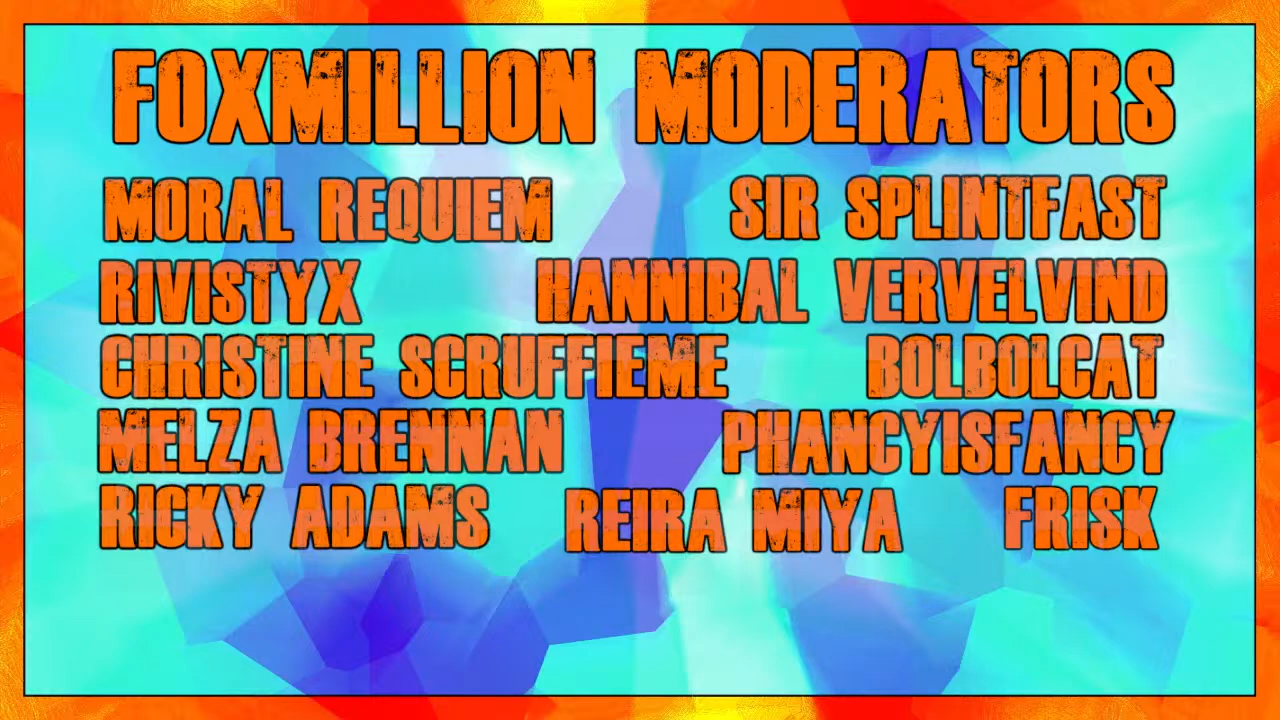 FOXMILLION MODERATORS
MORAL REQUIEM SIR SPLINTFAST
RIVISTYX HANNIBAL VERVELVIND
CHRISTINE SCRUFFIEME BOLBOLCAT
MELZA BRENNAN PHANCYISFANCY
RICKY ADAMS REIRA MIYA FRISK